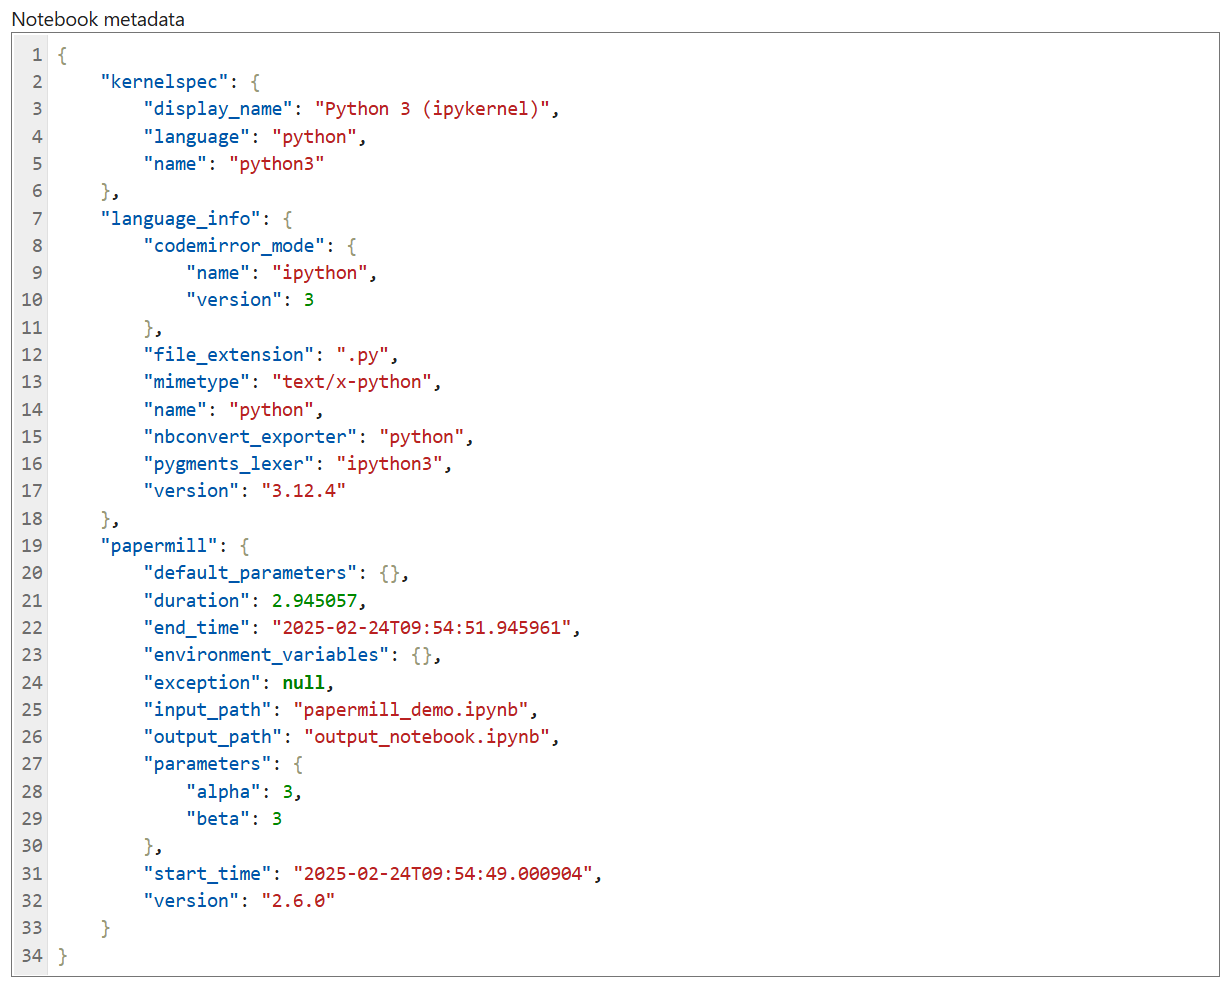 Notebook metadata
1 {
2     "kernelspec": {
3         "display_name": "Python 3 (ipykernel)",
4         "language": "python",
5         "name": "python3"
6     },
7     "language_info": {
8         "codemirror_mode": {
9             "name": "ipython",
10             "version": 3
11         },
12         "file_extension": ".py",
13         "mimetype": "text/x-python",
14         "name": "python",
15         "nbconvert_exporter": "python",
16         "pygments_lexer": "ipython3",
17         "version": "3.12.4"
18     },
19     "papermill": {
20         "default_parameters": {},
21         "duration": 2.945057,
22         "end_time": "2025-02-24T09:54:51.945961",
23         "environment_variables": {},
24         "exception": null,
25         "input_path": "papermill_demo.ipynb",
26         "output_path": "output_notebook.ipynb",
27         "parameters": {
28             "alpha": 3,
29             "beta": 3
30         },
31         "start_time": "2025-02-24T09:54:49.000904",
32         "version": "2.6.0"
33     }
34 }